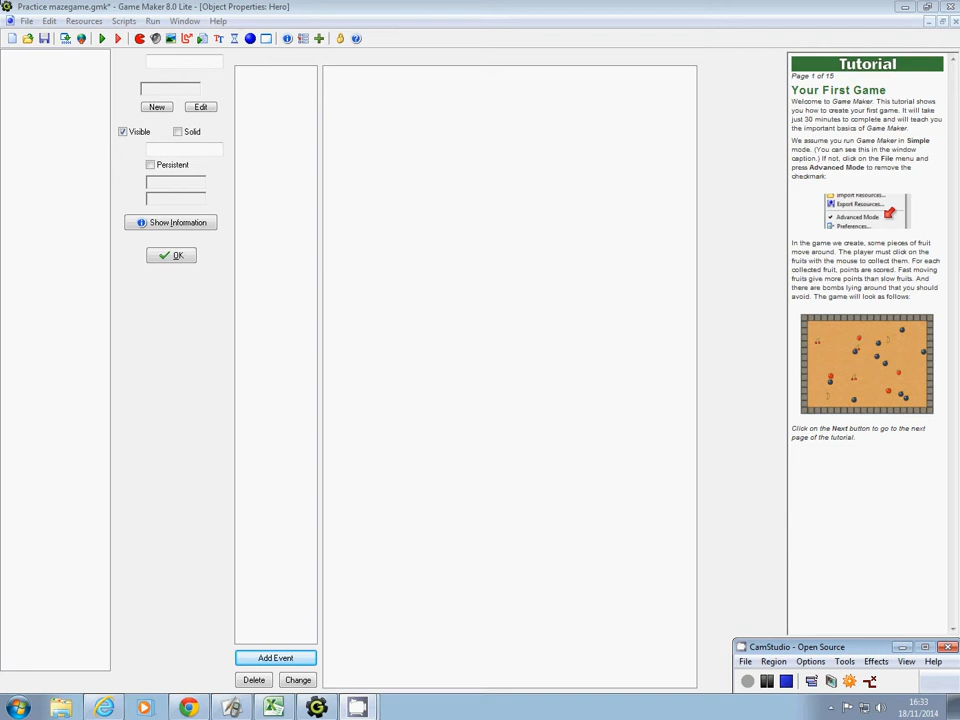 Practice mazegame.gmk* - Game Maker 8.0 Lite - [Object Properties: Hero]
File Edit Resources Scripts Run Window Help
New Edit
Visible Solid
Persistent
Show Information
OK
Add Event
Delete Change
Tutorial
Page 1 of 15
Your First Game
Welcome to Game Maker. This tutorial shows
you how to create your first game. It will take
just 30 minutes to complete and will teach you
the important basics of Game Maker.
We assume you run Game Maker in Simple
mode. (You can see this in the window
caption.) If not, click on the File menu and
press Advanced Mode to remove the
checkmark:
Import Resources...
Export Resources...
Advanced Mode
Preferences...
In the game we create, some pieces of fruit
move around. The player must click on the
fruits with the mouse to collect them. For each
collected fruit, points are scored. Fast moving
fruits give more points than slow fruits. And
there are bombs lying around that you should
avoid. The game will look as follows:
Click on the Next button to go to the next
page of the tutorial.
CamStudio - Open Source
File Region Options Tools Effects View Help
16:33
18/11/2014